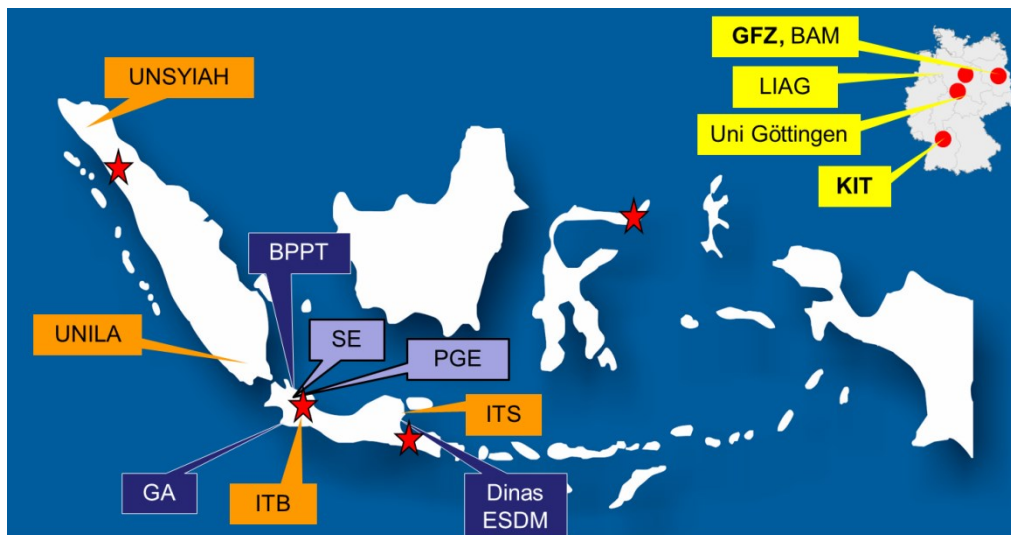 GFZ, BAM
UNSYIAH
LIAG
Uni Göttingen
KIT
BPPT
SE
UNILA
PGE
ITS
GA
ITB
Dinas
ESDM